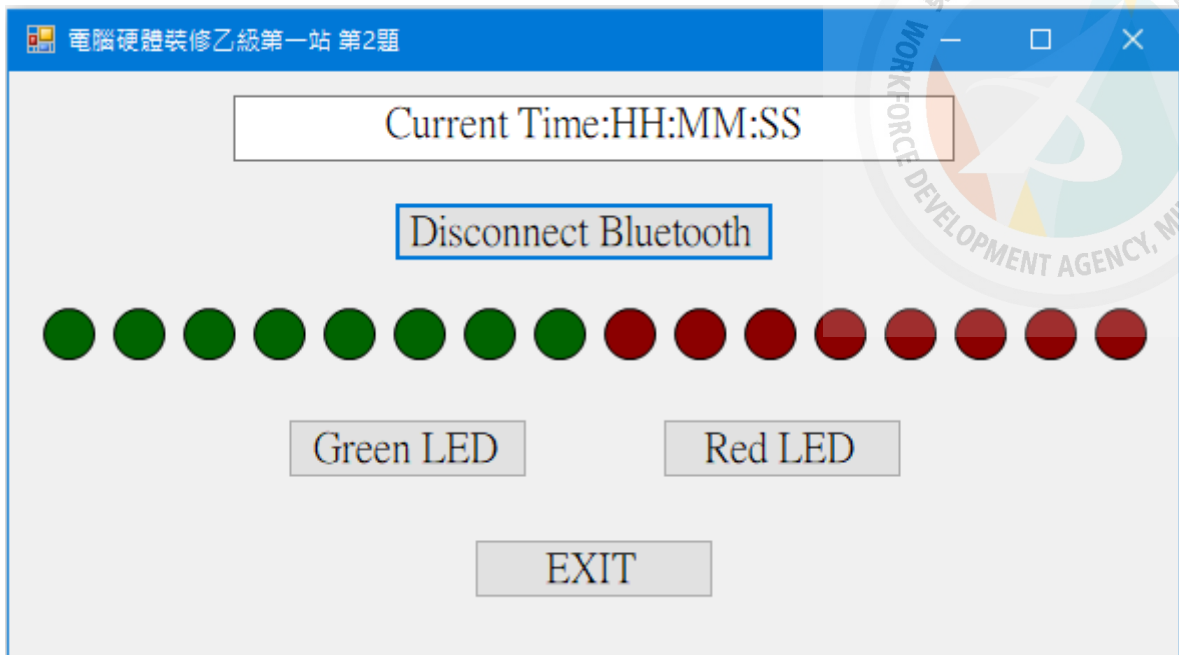 電腦硬體裝修乙級第一站 第2題
WORKFORCE DEVELOPMENT AGENCY,
Current Time:HH:MM:SS
Disconnect Bluetooth
Green LED
Red LED
EXIT